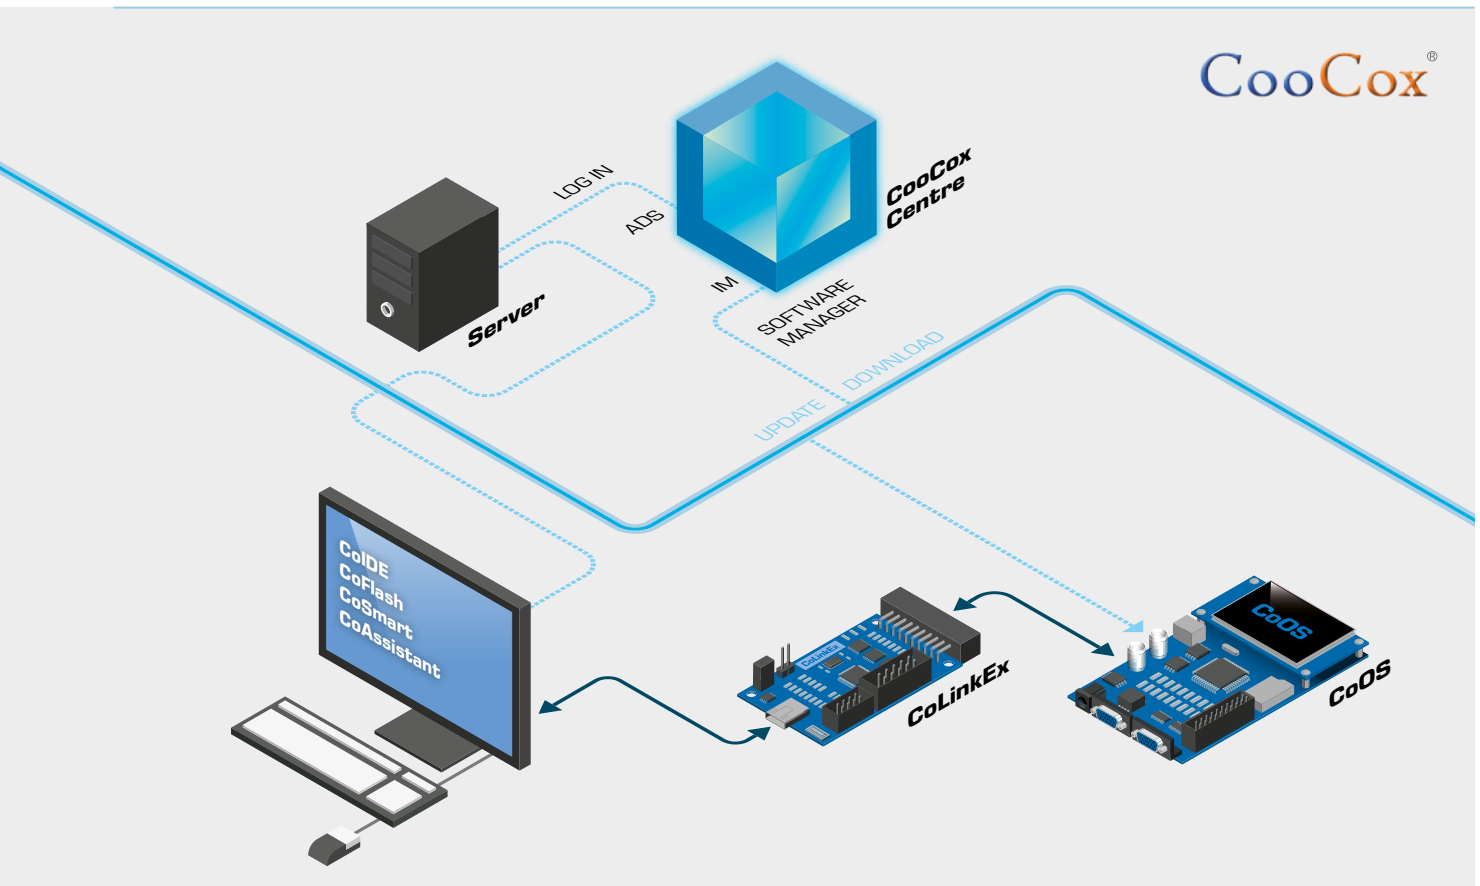 CooCox®
LOG IN
ADS
CooCox
Centre
IM
SOFTWARE
MANAGER
Server
DOWNLOAD
UPDATE
CoIDE
CoFlash
CoSmart
CoAssistant
CoLinkEx
CoLinkEx
CoOS
CoOS